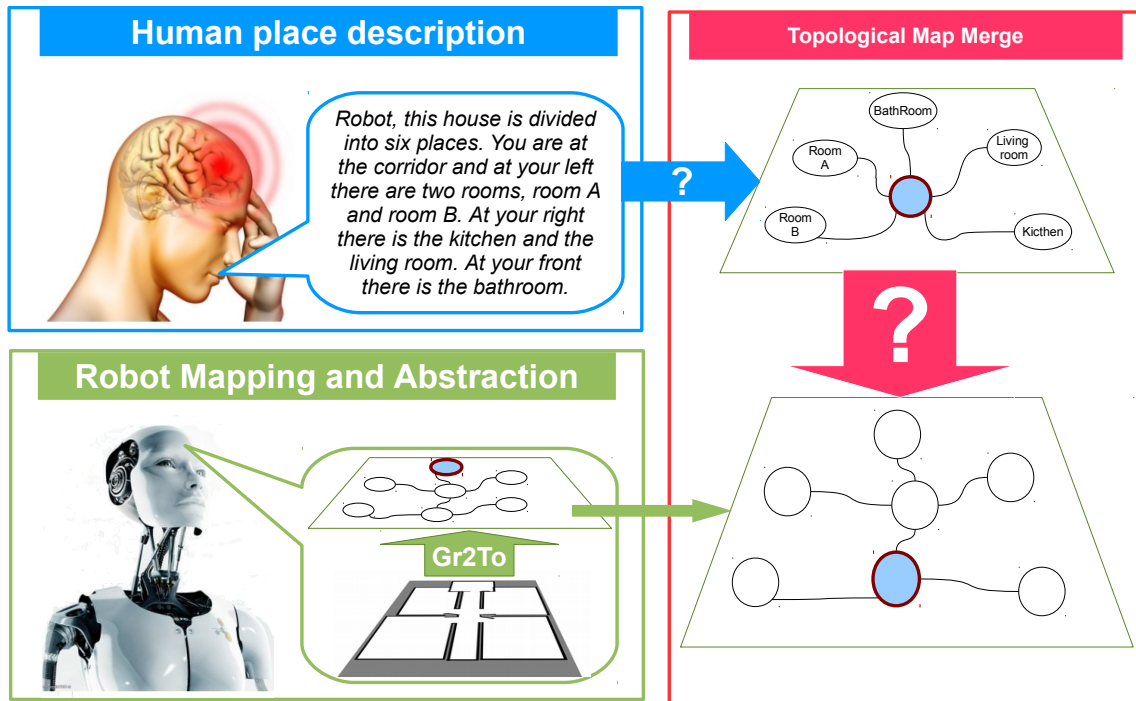 Human place description
Robot, this house is divided
into six places. You are at
the corridor and at your left
there are two rooms, room A
and room B. At your right
there is the kitchen and the
living room. At your front
there is the bathroom.
?
Topological Map Merge
BathRoom
Room
A
Living
room
Room
B
Kicthen
?
Robot Mapping and Abstraction
Gr2To